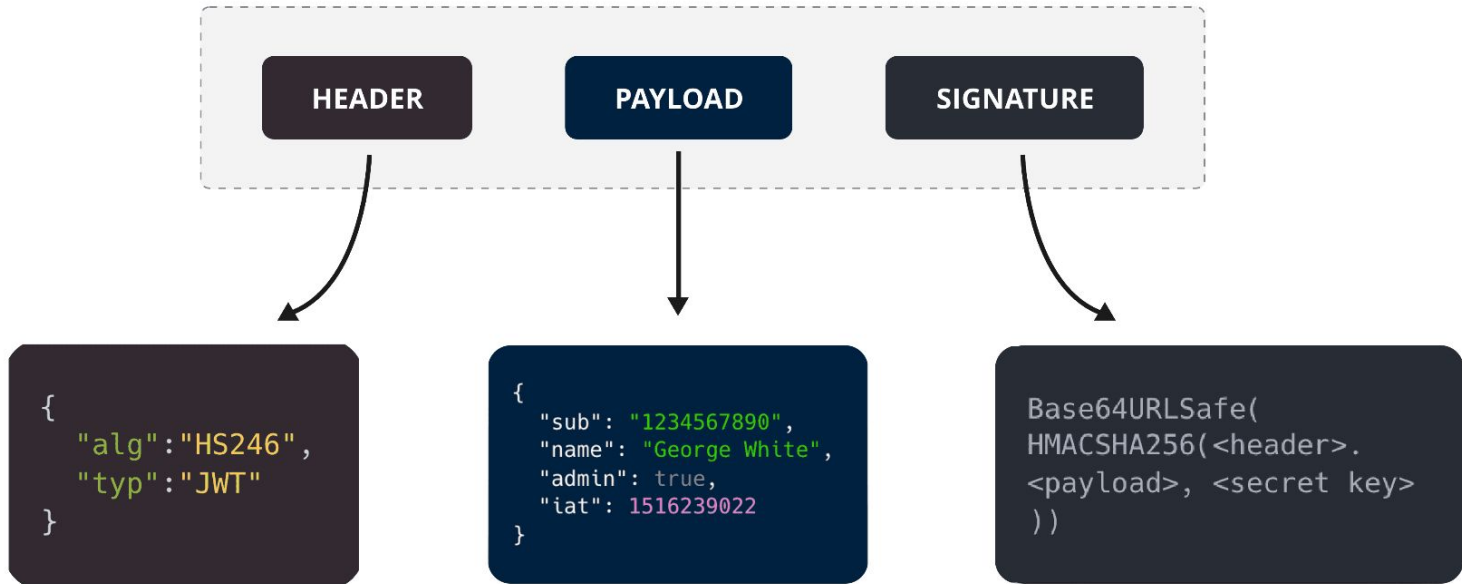 HEADER
PAYLOAD
SIGNATURE
{
"alg":"HS246",
"typ":"JWT"
}
{
"sub": "1234567890",
"name": "George White",
"admin": true,
"iat": 1516239022
}
Base64URLSafe(
HMACSHA256(<header>.
<payload>, <secret key>
))